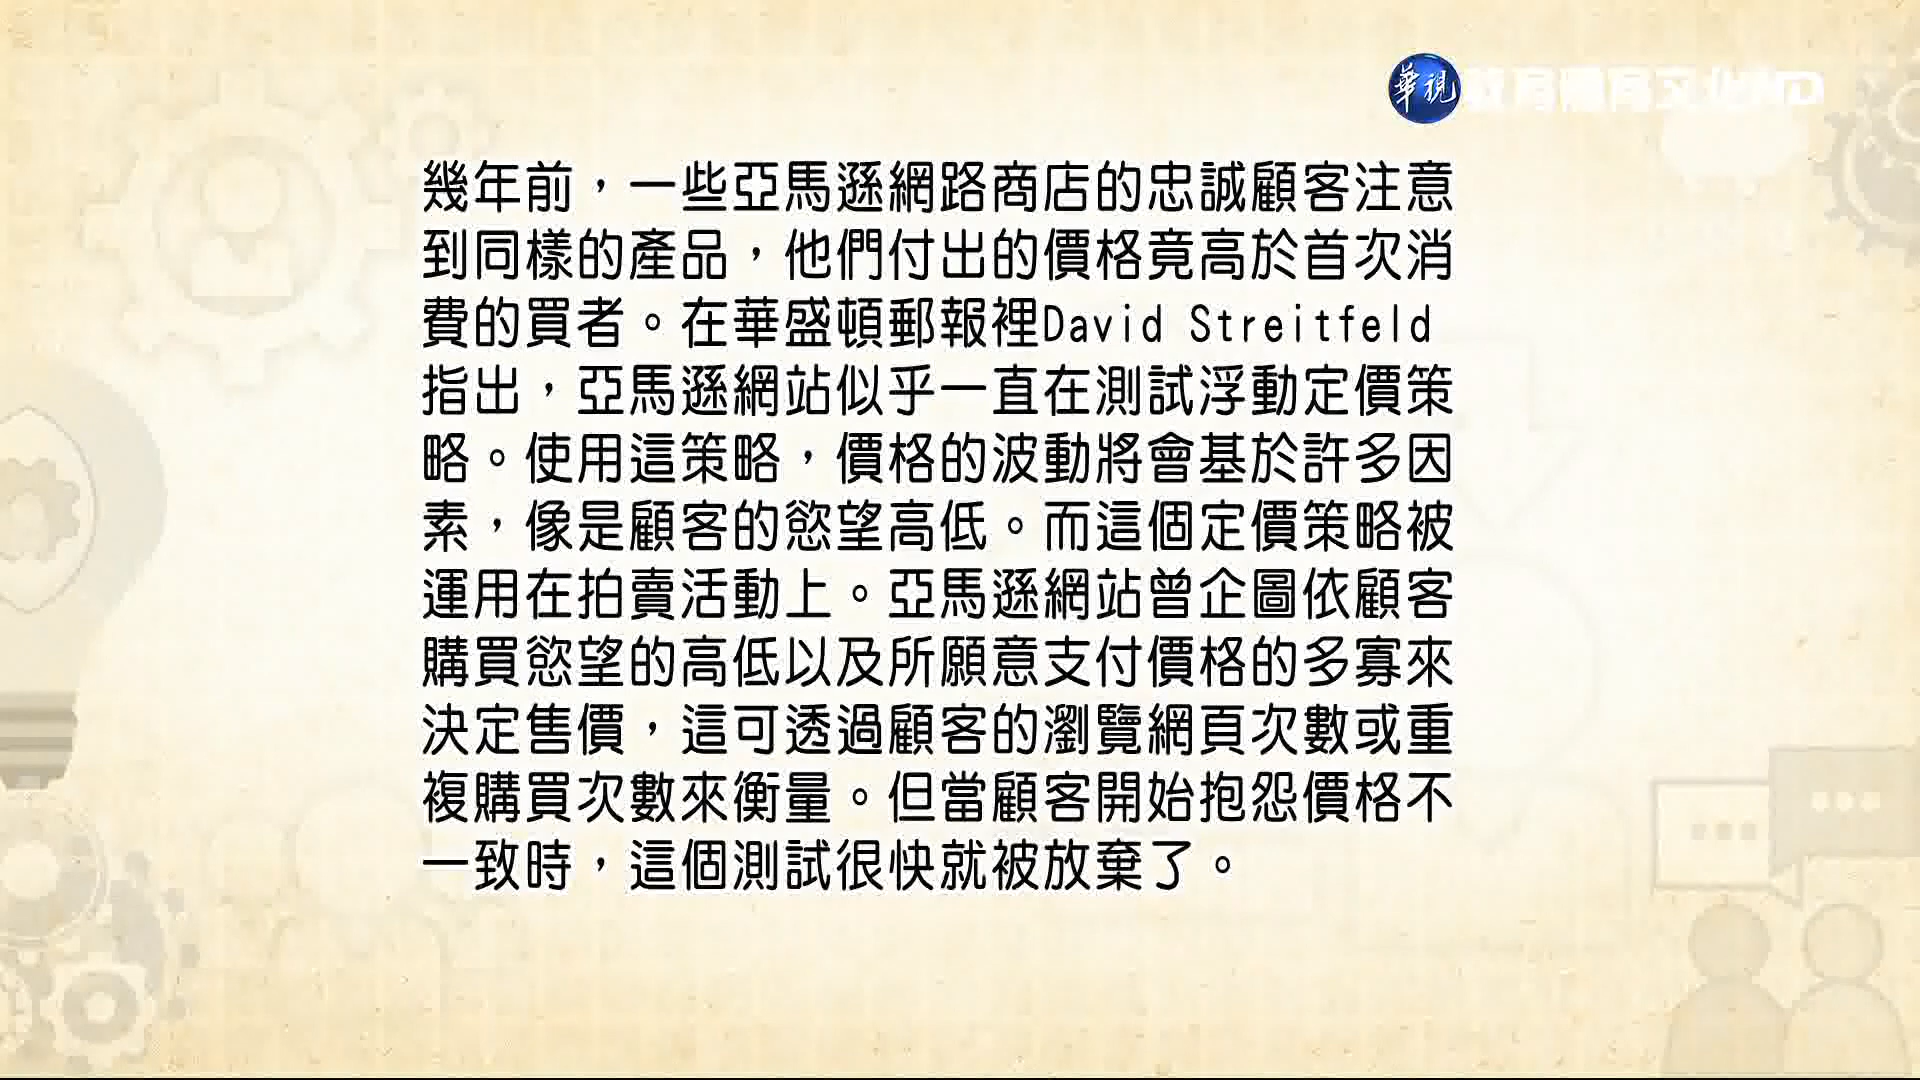 華視 教育體育文化HD
幾年前，一些亞馬遜網路商店的忠誠顧客注意
到同樣的產品，他們付出的價格竟高於首次消
費的買者。在華盛頓郵報裡David Streitfeld
指出，亞馬遜網站似乎一直在測試浮動定價策
略。使用這策略，價格的波動將會基於許多因
素，像是顧客的慾望高低。而這個定價策略被
運用在拍賣活動上。亞馬遜網站曾企圖依顧客
購買慾望的高低以及所願意支付價格的多寡來
決定售價，這可透過顧客的瀏覽網頁次數或重
複購買次數來衡量。但當顧客開始抱怨價格不
一致時，這個測試很快就被放棄了。